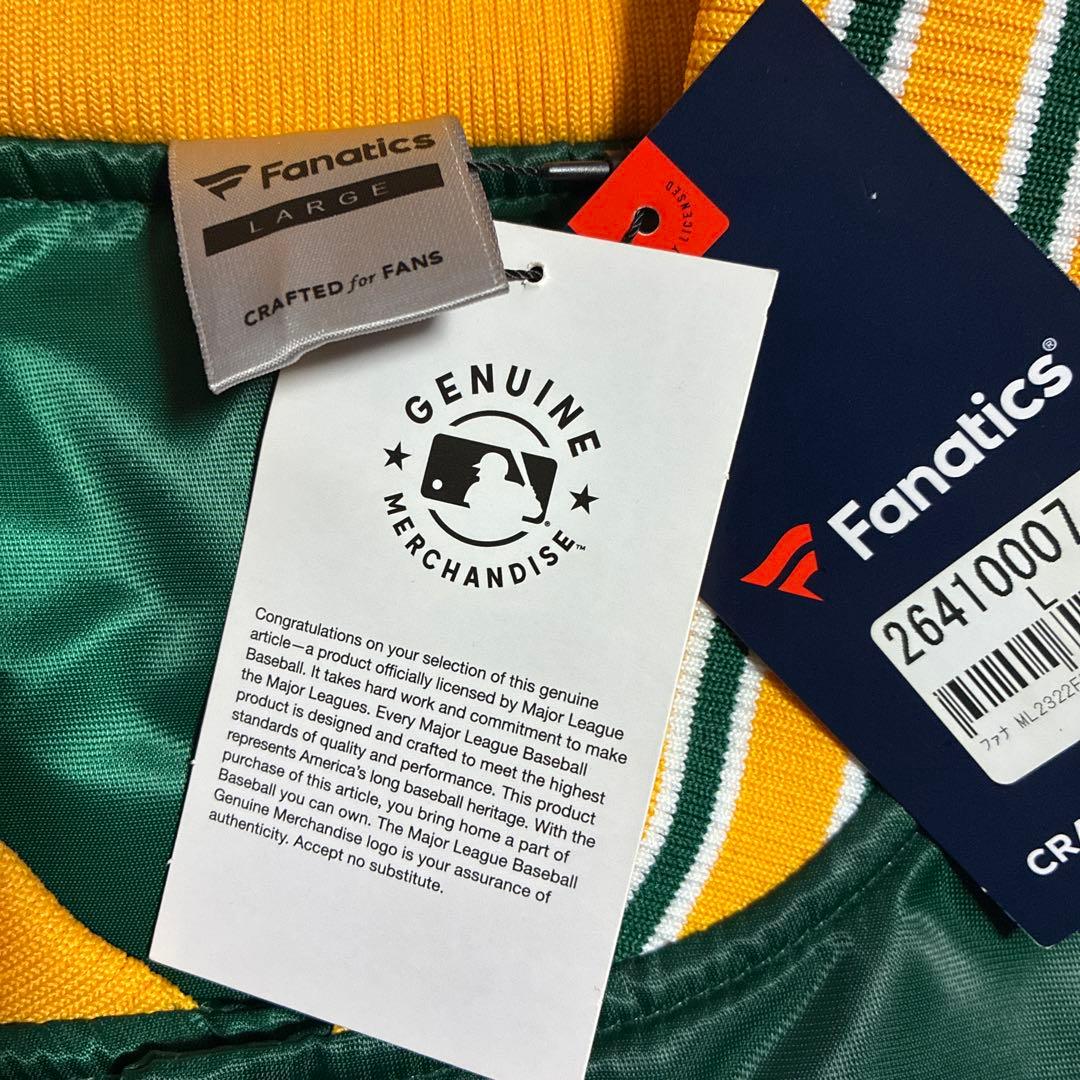 Fanatics
LARGE
CRAFTED for FANS
LICENSED
GENUINE
MERCHANDISE™
Congratulations on your selection of this genuine
article—a product officially licensed by Major League
Baseball. It takes hard work and commitment to make
the Major Leagues. Every Major League Baseball
product is designed and crafted to meet the highest
standards of quality and performance. This product
represents America's long baseball heritage. With the
purchase of this article, you bring home a part of
Baseball you can own. The Major League Baseball
Genuine Merchandise logo is your assurance of
authenticity. Accept no substitute.
Fanatics®
26410007
L
ファナ ML2322F
CRA